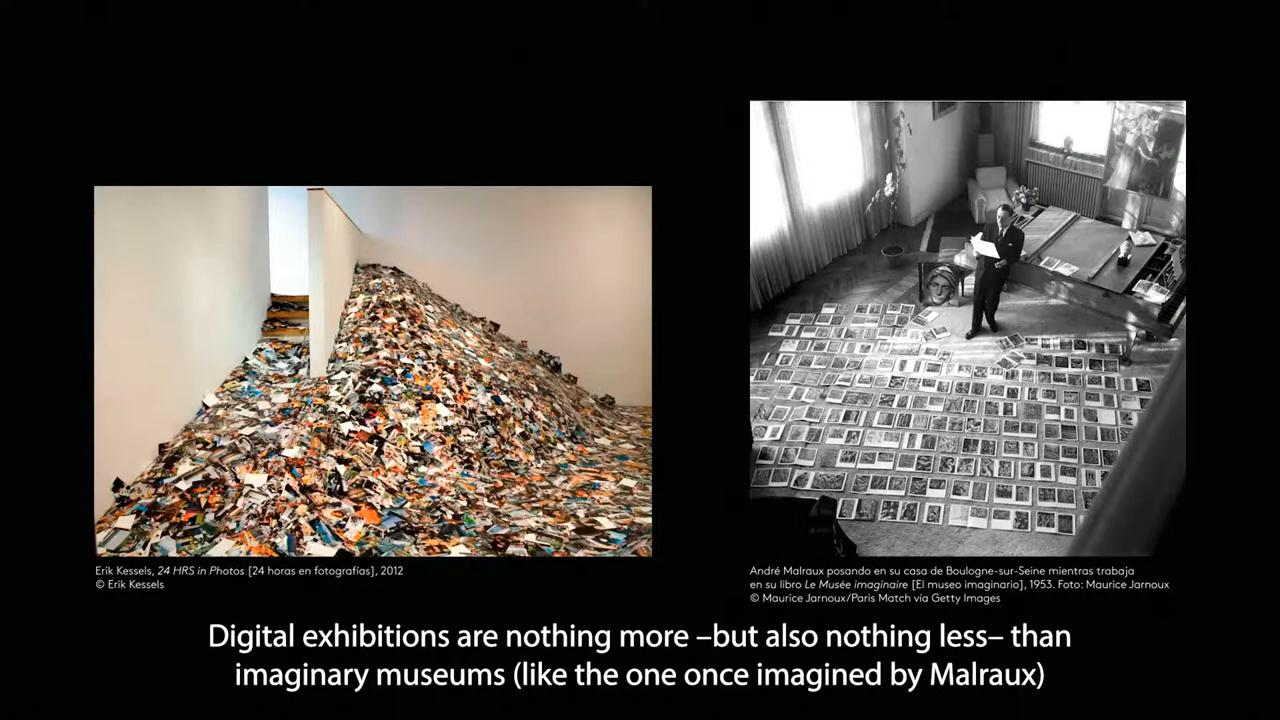 Erik Kessels, 24 HRS in Photos [24 horas en fotografías], 2012
© Erik Kessels
André Malraux posando en su casa de Boulogne-sur-Seine mientras trabaja
en su libro Le Musée imaginaire [El museo imaginario], 1953. Foto: Maurice Jarnoux
© Maurice Jarnoux/Paris Match vía Getty Images
Digital exhibitions are nothing more –but also nothing less– than
imaginary museums (like the one once imagined by Malraux)